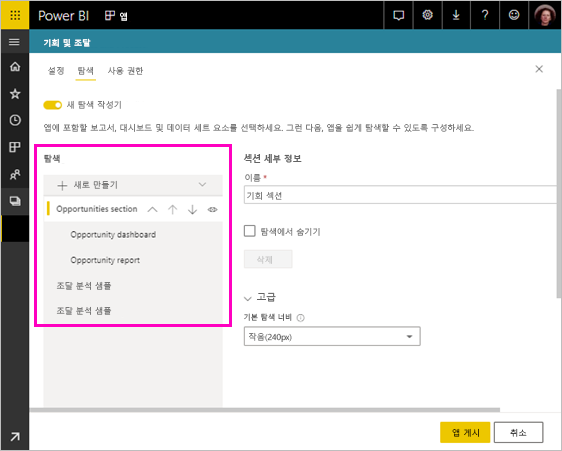 Power BI 앱
기회 및 조달
설정 탐색 사용 권한
새 탐색 작성기
앱에 포함할 보고서, 대시보드 및 데이터 세트 요소를 선택하세요. 그런 다음, 앱을 쉽게 탐색할 수 있도록 구성하세요.
탐색
새로 만들기
Opportunities section
Opportunity dashboard
Opportunity report
조달 분석 샘플
조달 분석 샘플
섹션 세부 정보
이름 *
기회 섹션
탐색에서 숨기기
삭제
고급
기본 탐색 너비
작음(240px)
앱 게시 취소